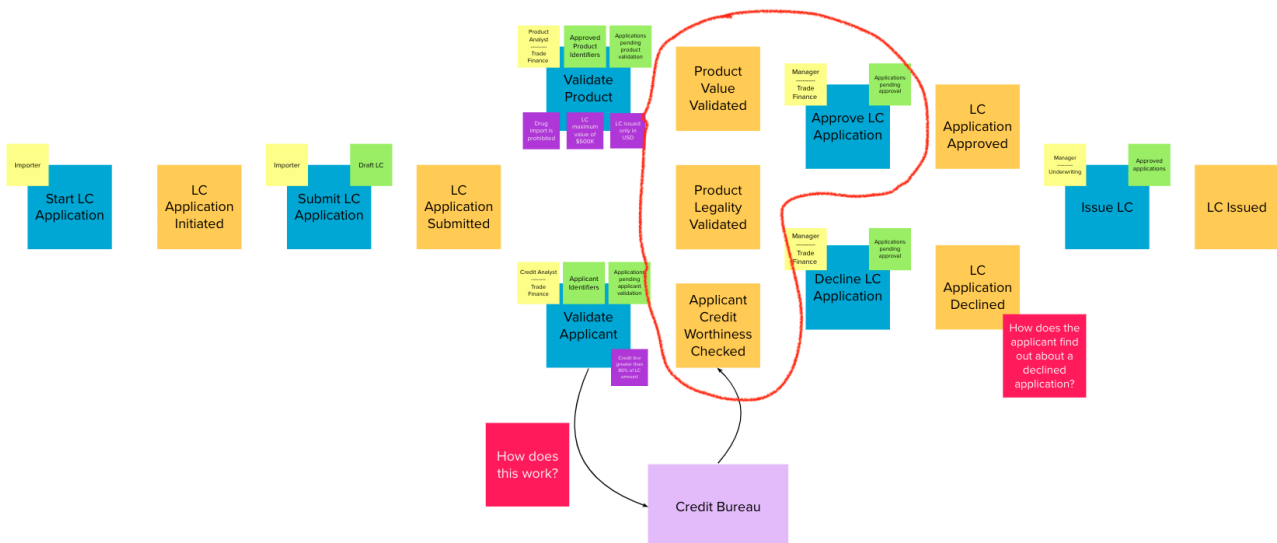 Product
Analyst
----------
Trade
Finance
Approved
Product
Identifiers
Applications
pending
product
validation
Validate
Product
Drug
import is
prohibited
LC
maximum
value of
$500K
LC Issued
only in
USD
Product
Value
Validated
Manager
----------
Trade
Finance
Applications
pending
approval
Approve LC
Application
LC
Application
Approved
Importer
Start LC
Application
LC
Application
Initiated
Importer
Draft LC
Submit LC
Application
LC
Application
Submitted
Product
Legality
Validated
Manager
----------
Underwriting
Approved
applications
Issue LC
LC Issued
Credit Analyst
----------
Trade
Finance
Applicant
Identifiers
Applications
pending
applicant
validation
Validate
Applicant
Credit line
greater than
80% of LC
amount
Applicant
Credit
Worthiness
Checked
Manager
----------
Trade
Finance
Applications
pending
approval
Decline LC
Application
LC
Application
Declined
How does the
applicant find
out about a
declined
application?
How does
this work?
Credit Bureau